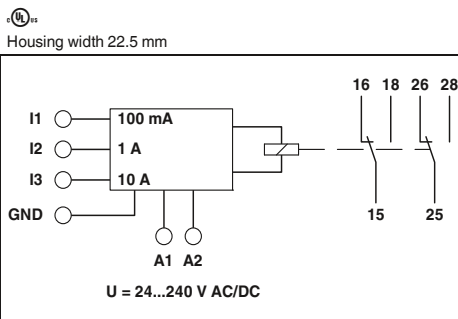 c UL us
Housing width 22.5 mm
16 18 26 28
I1 100 mA
I2 1 A
I3 10 A
GND
15 25
A1 A2
U = 24...240 V AC/DC